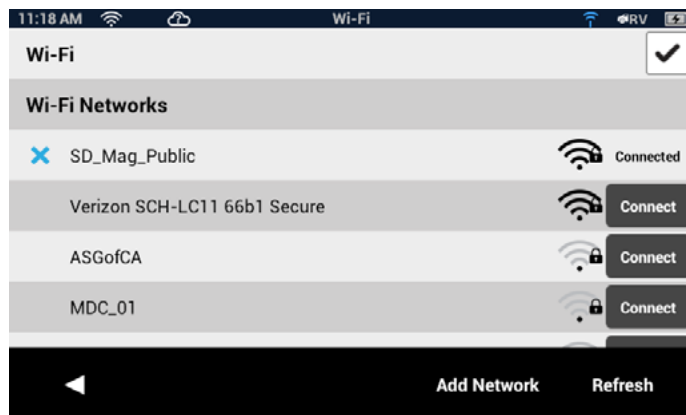 11:18 AM Wi-Fi RV
Wi-Fi
Wi-Fi Networks
SD_Mag_Public Connected
Verizon SCH-LC11 66b1 Secure Connect
ASGofCA Connect
MDC_01 Connect
Add Network Refresh